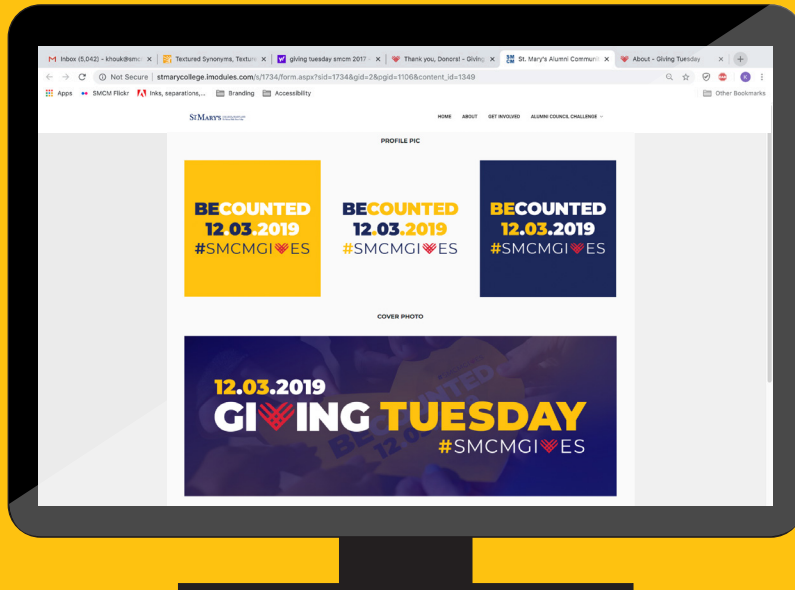 Inbox (5,042) - khouk@smc
Textured Synonyms, Texture
giving tuesday smcm 2017 -
Thank you, Donors! - Giving
St. Mary's Alumni Communit
About - Giving Tuesday
Not Secure | stmarycollege.imodules.com/s/1734/form.aspx?sid=1734&gid=2&pgid=1106&content_id=1349
K
Apps SMCM Flickr Inks, separations,... Branding Accessibility Other Bookmarks
ST MARY'S
HOME ABOUT GET INVOLVED ALUMNI COUNCIL CHALLENGE
PROFILE PIC
BECOUNTED
12.03.2019
#SMCMGIVES
BECOUNTED
12.03.2019
#SMCMGIVES
BECOUNTED
12.03.2019
#SMCMGIVES
COVER PHOTO
12.03.2019
GIVING TUESDAY
#SMCMGIVES
BECOUNTED